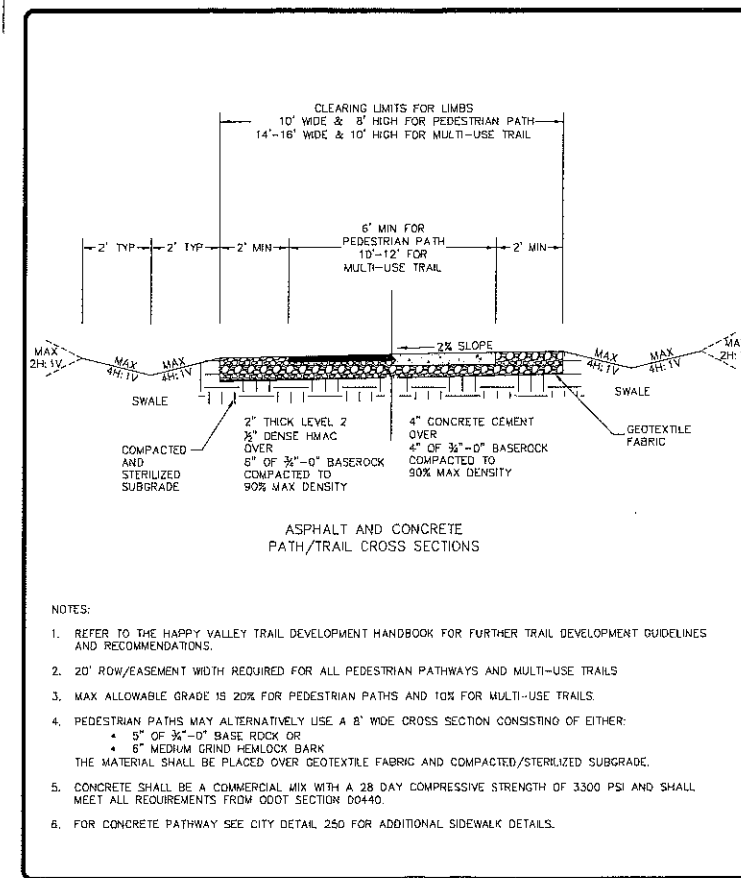 CLEARING LIMITS FOR LIMBS
10' WIDE & 8' HIGH FOR PEDESTRIAN PATH
14'-16' WIDE & 10' HIGH FOR MULTI-USE TRAIL
6' MIN FOR
PEDESTRIAN PATH
10'-12' FOR
MULTI-USE TRAIL
2' TYP
2' TYP
2' MIN
2' MIN
2% SLOPE
MAX
2H:1V
MAX
4H:1V
MAX
4H:1V
MAX
4H:1V
MAX
4H:1V
MA
2H:
SWALE
SWALE
COMPACTED
AND
STERILIZED
SUBGRADE
2" THICK LEVEL 2
½" DENSE HMAC
OVER
6" OF ¾"-0" BASEROCK
COMPACTED TO
90% MAX DENSITY
4" CONCRETE CEMENT
OVER
4" OF ¾"-0" BASEROCK
COMPACTED TO
90% MAX DENSITY
GEOTEXTILE
FABRIC
ASPHALT AND CONCRETE
PATH/TRAIL CROSS SECTIONS
NOTES:
1. REFER TO THE HAPPY VALLEY TRAIL DEVELOPMENT HANDBOOK FOR FURTHER TRAIL DEVELOPMENT GUIDELINES
AND RECOMMENDATIONS.
2. 20' ROW/EASEMENT WIDTH REQUIRED FOR ALL PEDESTRIAN PATHWAYS AND MULTI-USE TRAILS
3. MAX ALLOWABLE GRADE IS 20% FOR PEDESTRIAN PATHS AND 10% FOR MULTI-USE TRAILS.
4. PEDESTRIAN PATHS MAY ALTERNATIVELY USE A 8' WIDE CROSS SECTION CONSISTING OF EITHER:
• 5" OF ¾"-0" BASE ROCK OR
• 6" MEDIUM GRIND HEMLOCK BARK
THE MATERIAL SHALL BE PLACED OVER GEOTEXTILE FABRIC AND COMPACTED/STERILIZED SUBGRADE.
5. CONCRETE SHALL BE A COMMERCIAL MIX WITH A 28 DAY COMPRESSIVE STRENGTH OF 3300 PSI AND SHALL
MEET ALL REQUIREMENTS FROM ODOT SECTION 00440.
6. FOR CONCRETE PATHWAY SEE CITY DETAIL 250 FOR ADDITIONAL SIDEWALK DETAILS.